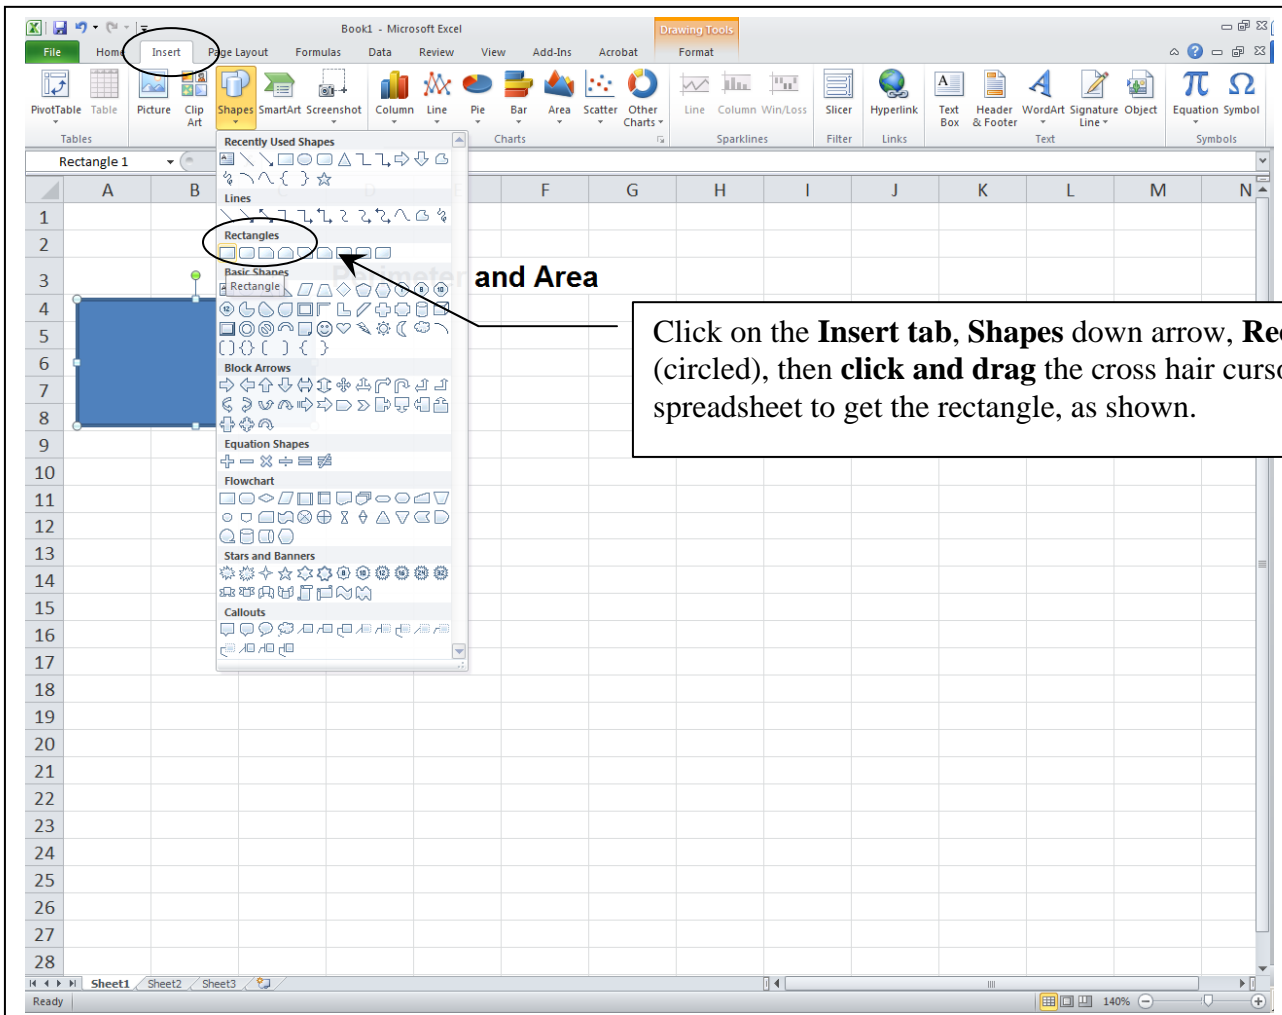 Book1 - Microsoft Excel
Drawing Tools
File Home Insert Page Layout Formulas Data Review View Add-Ins Acrobat Format
PivotTable Table Picture Clip Art Shapes SmartArt Screenshot Column Line Pie Bar Area Scatter Other Charts Line Column Win/Loss Slicer Hyperlink Text Box Header & Footer WordArt Signature Line Object Equation Symbol
Tables Charts Sparklines Filter Links Text Symbols
Rectangle 1
Recently Used Shapes
Lines
Rectangles
Basic Shapes
Rectangle
Block Arrows
Equation Shapes
Flowchart
Stars and Banners
Callouts
A B E F G H I J K L M N
1
2
3 Perimeter and Area
4
5
6
7
8
9
10
11
12
13
14
15
16
17
18
19
20
21
22
23
24
25
26
27
28
Click on the Insert tab, Shapes down arrow, Rec
(circled), then click and drag the cross hair curso
spreadsheet to get the rectangle, as shown.
Sheet1 Sheet2 Sheet3
Ready 140%